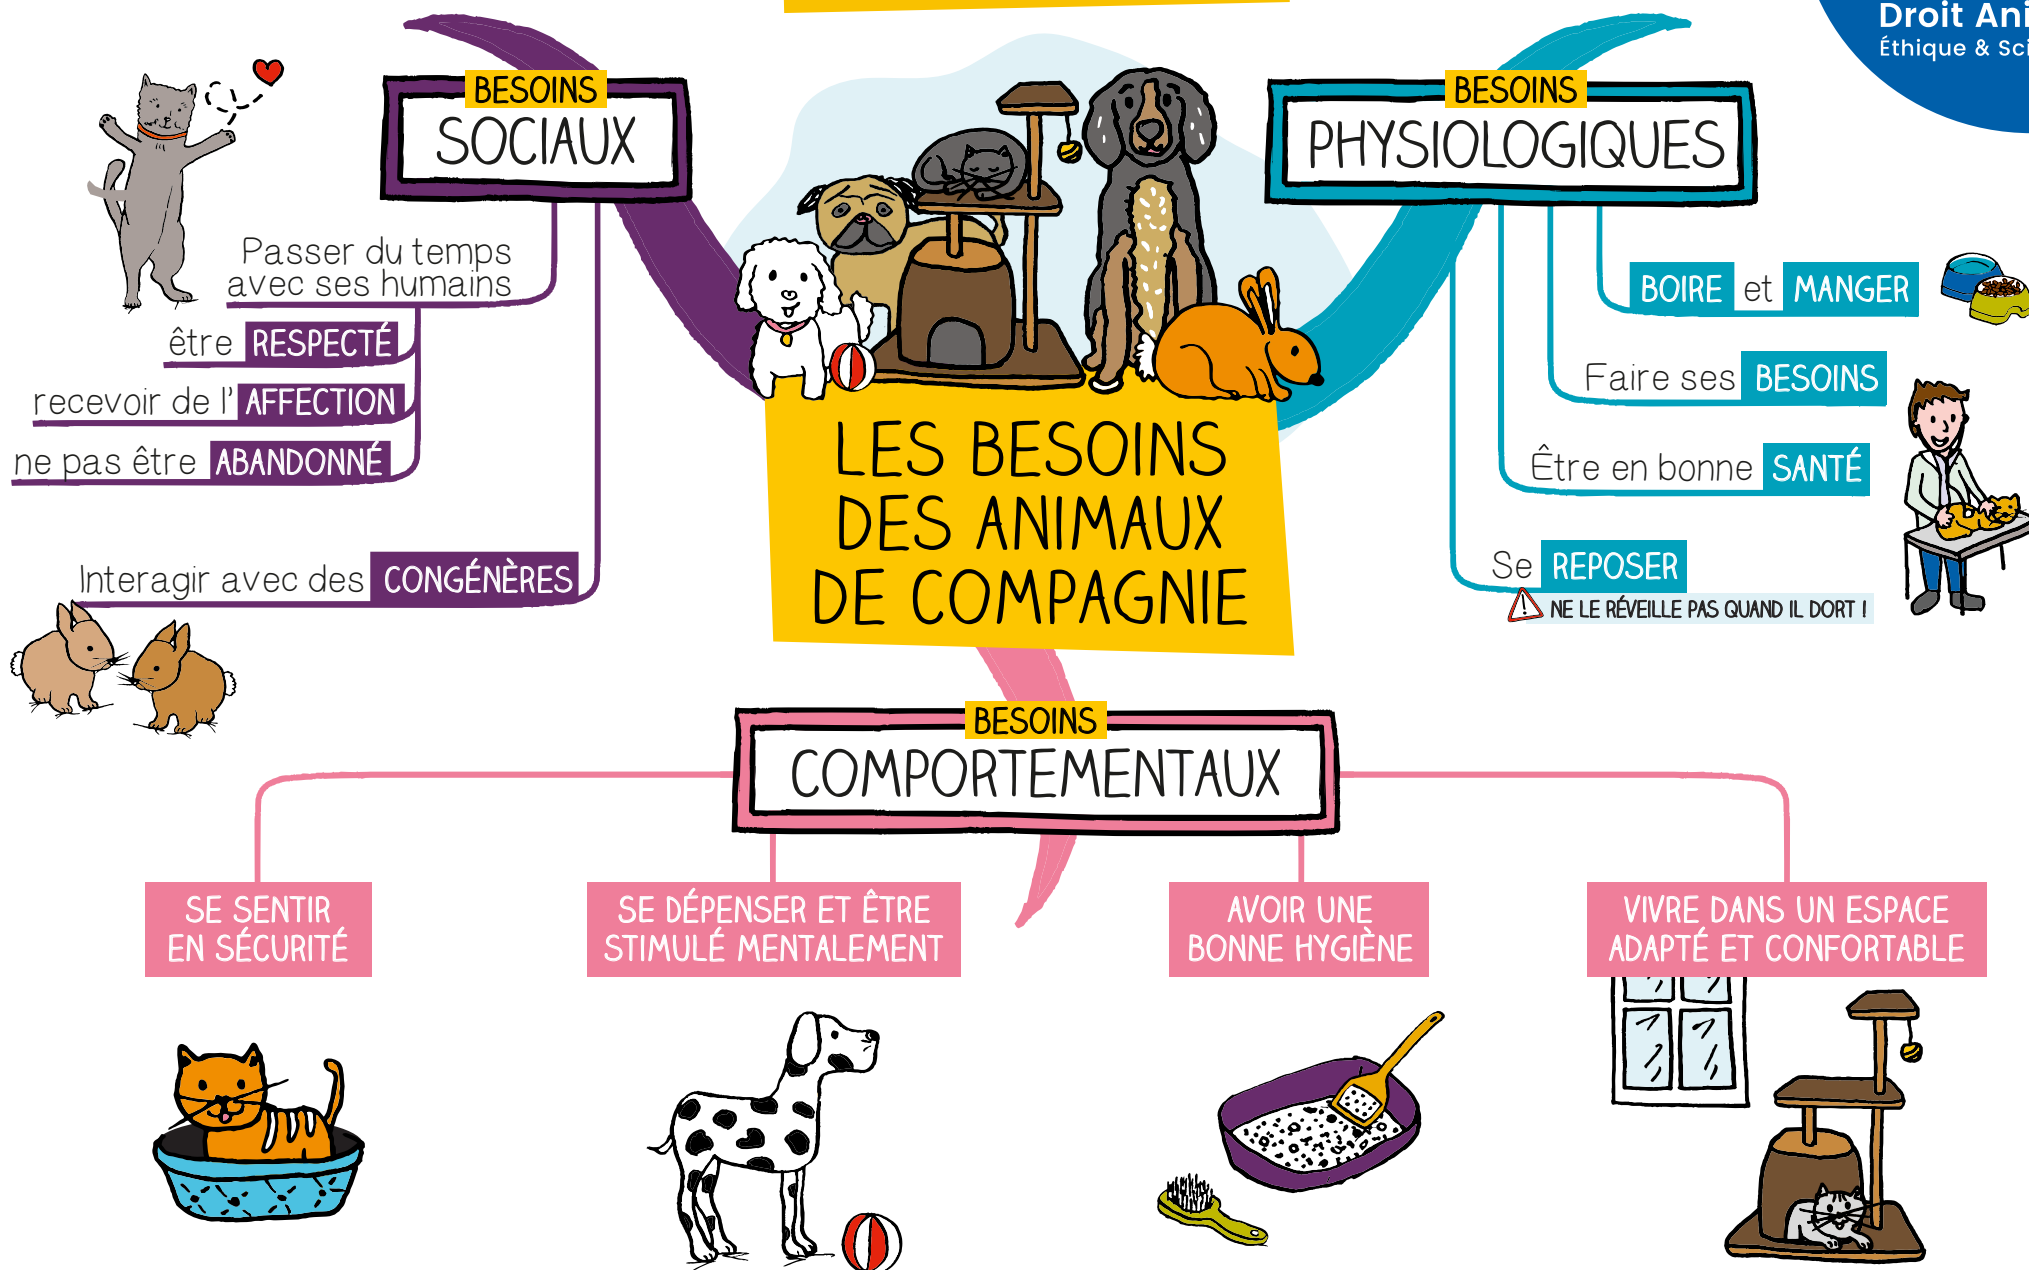 Droit Ani
Éthique & Sci
BESOINS
SOCIAUX
Passer du temps
avec ses humains
être RESPECTÉ
recevoir de l' AFFECTION
ne pas être ABANDONNÉ
Interagir avec des CONGÉNÈRES
BESOINS
PHYSIOLOGIQUES
BOIRE et MANGER
Faire ses BESOINS
Être en bonne SANTÉ
Se REPOSER
NE LE RÉVEILLE PAS QUAND IL DORT !
LES BESOINS
DES ANIMAUX
DE COMPAGNIE
BESOINS
COMPORTEMENTAUX
SE SENTIR
EN SÉCURITÉ
SE DÉPENSER ET ÊTRE
STIMULÉ MENTALEMENT
AVOIR UNE
BONNE HYGIÈNE
VIVRE DANS UN ESPACE
ADAPTÉ ET CONFORTABLE